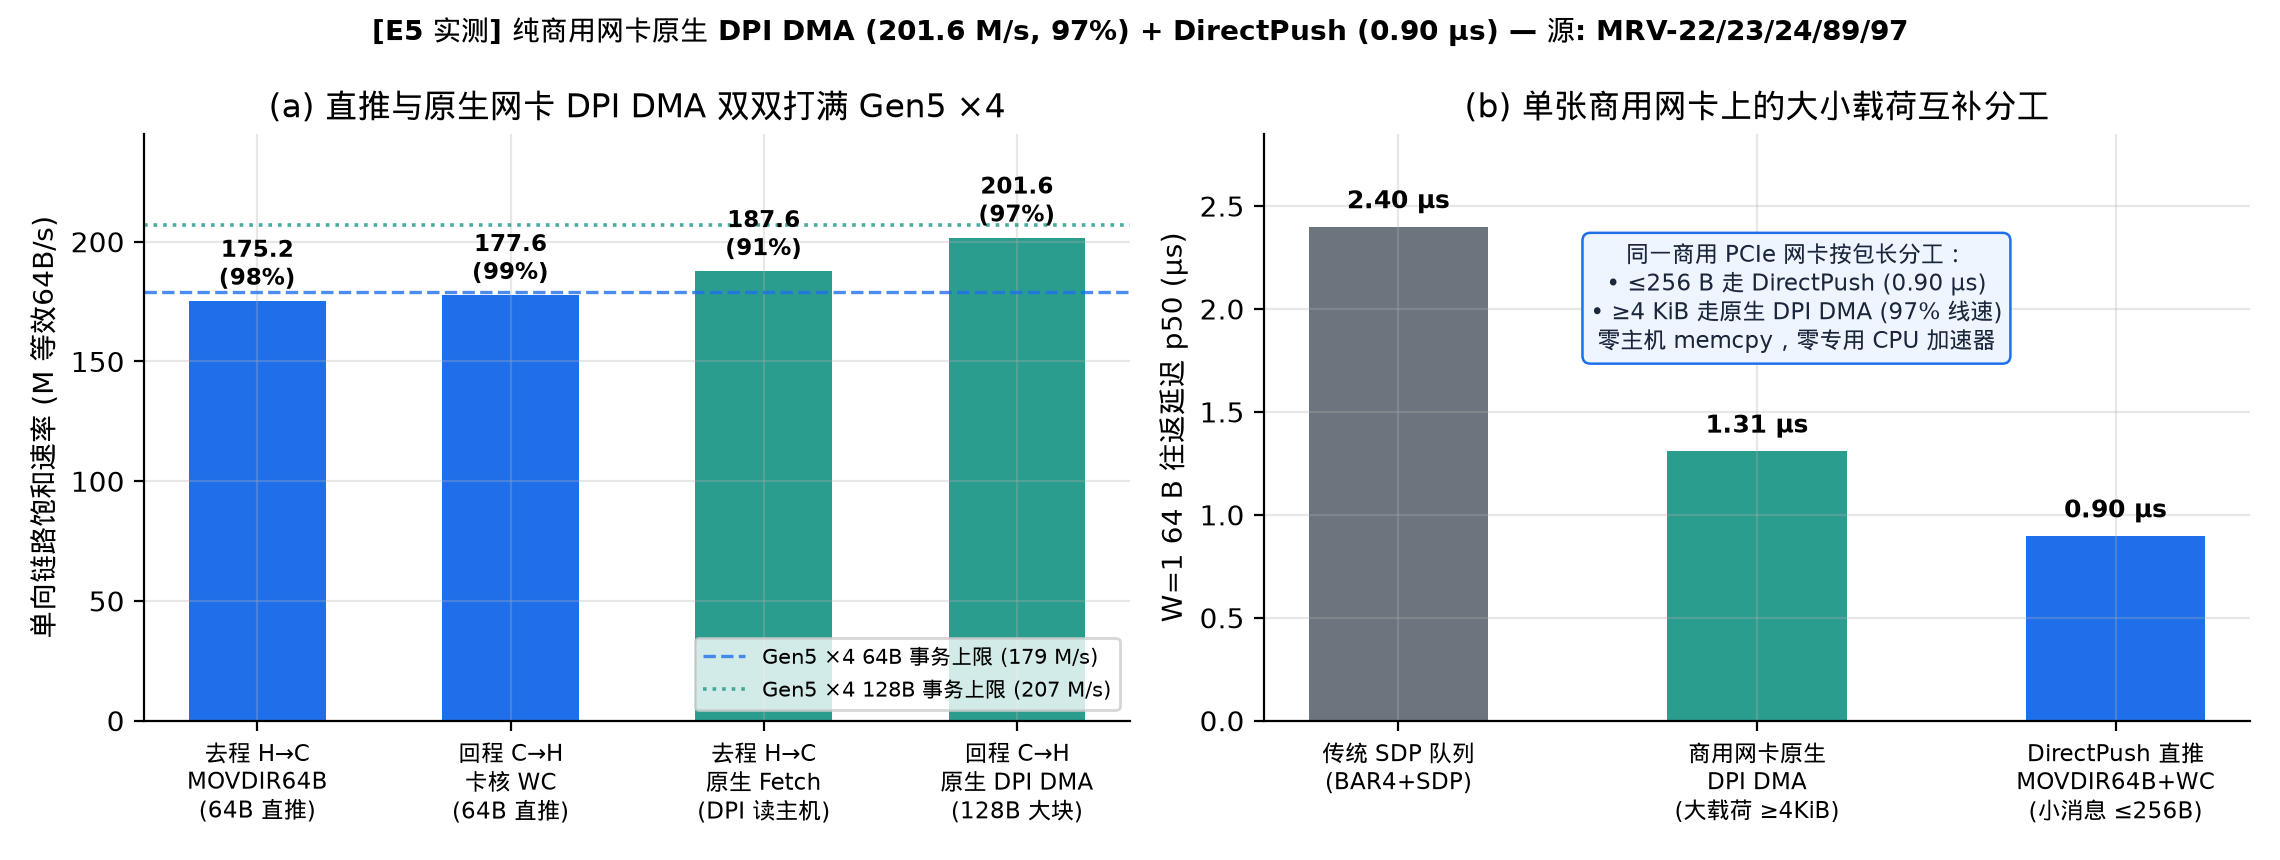 [E5 实测] 纯商用网卡原生 DPI DMA (201.6 M/s, 97%) + DirectPush (0.90 μs) — 源: MRV-22/23/24/89/97
(a) 直推与原生网卡 DPI DMA 双双打满 Gen5 ×4
单向链路饱和速率 (M 等效64B/s)
200
150
100
50
0
175.2
(98%)
177.6
(99%)
187.6
(91%)
201.6
(97%)
Gen5 ×4 64B 事务上限 (179 M/s)
Gen5 ×4 128B 事务上限 (207 M/s)
去程 H→C
MOVDIR64B
(64B 直推)
回程 C→H
卡核 WC
(64B 直推)
去程 H→C
原生 Fetch
(DPI 读主机)
回程 C→H
原生 DPI DMA
(128B 大块)
(b) 单张商用网卡上的大小载荷互补分工
W=1 64 B 往返延迟 p50 (μs)
2.5
2.0
1.5
1.0
0.5
0.0
2.40 μs
1.31 μs
0.90 μs
同一商用 PCIe 网卡按包长分工：
• ≤256 B 走 DirectPush (0.90 μs)
• ≥4 KiB 走原生 DPI DMA (97% 线速)
零主机 memcpy，零专用 CPU 加速器
传统 SDP 队列
(BAR4+SDP)
商用网卡原生
DPI DMA
(大载荷 ≥4KiB)
DirectPush 直推
MOVDIR64B+WC
(小消息 ≤256B)